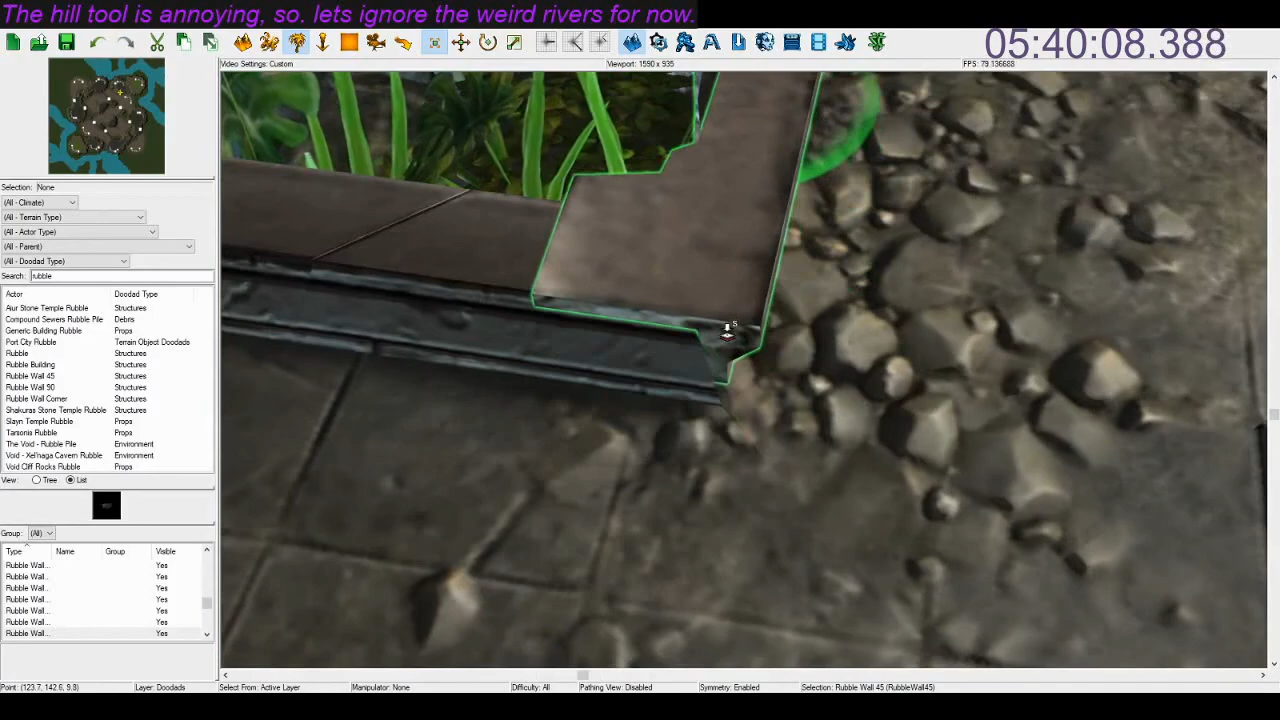 The hill tool is annoying, so. lets ignore the weird rivers for now.
05:40:08.388
Video Settings: Custom
Viewport: 1590 x 935
FPS: 79.136688
Selection: None
(All - Climate)
(All - Terrain Type)
(All - Actor Type)
(All - Parent)
(All - Doodad Type)
Search: rubble
Actor Doodad Type
Aiur Stone Temple Rubble Structures
Compound Sewers Rubble Pile Debris
Generic Building Rubble Props
Port City Rubble Terrain Object Doodads
Rubble Structures
Rubble Building Structures
Rubble Wall 45 Structures
Rubble Wall 90 Structures
Rubble Wall Corner Structures
Shakuras Stone Temple Rubble Structures
Slayn Temple Rubble Props
Tarsonis Rubble Props
The Void - Rubble Pile Environment
Void - Xel'naga Cavern Rubble Environment
Void Cliff Rocks Rubble Props
View: Tree List
Group: (All)
Type Name Group Visible
Rubble Wall... Yes
Rubble Wall... Yes
Rubble Wall... Yes
Rubble Wall... Yes
Rubble Wall... Yes
Rubble Wall... Yes
Rubble Wall... Yes
S
Point: (123.7, 142.6, 9.8)
Layer: Doodads
Select From: Active Layer
Manipulator: None
Difficulty: All
Pathing View: Disabled
Symmetry: Enabled
Selection: Rubble Wall 45 (RubbleWall45)